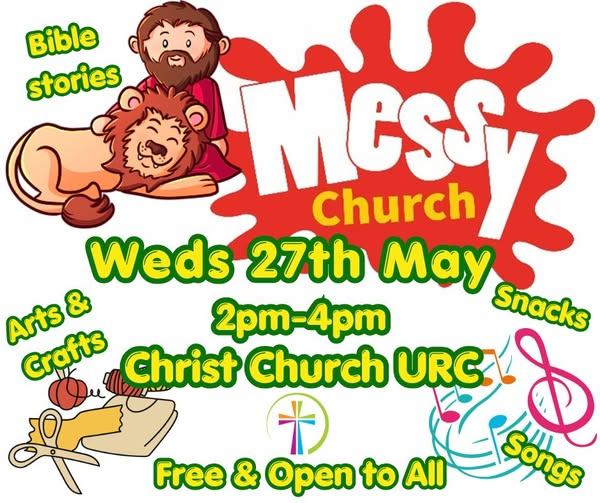 Bible
stories
Messy
Church
Weds 27th May
Snacks
Arts &
Crafts
2pm-4pm
Christ Church URC
Songs
Free & Open to All